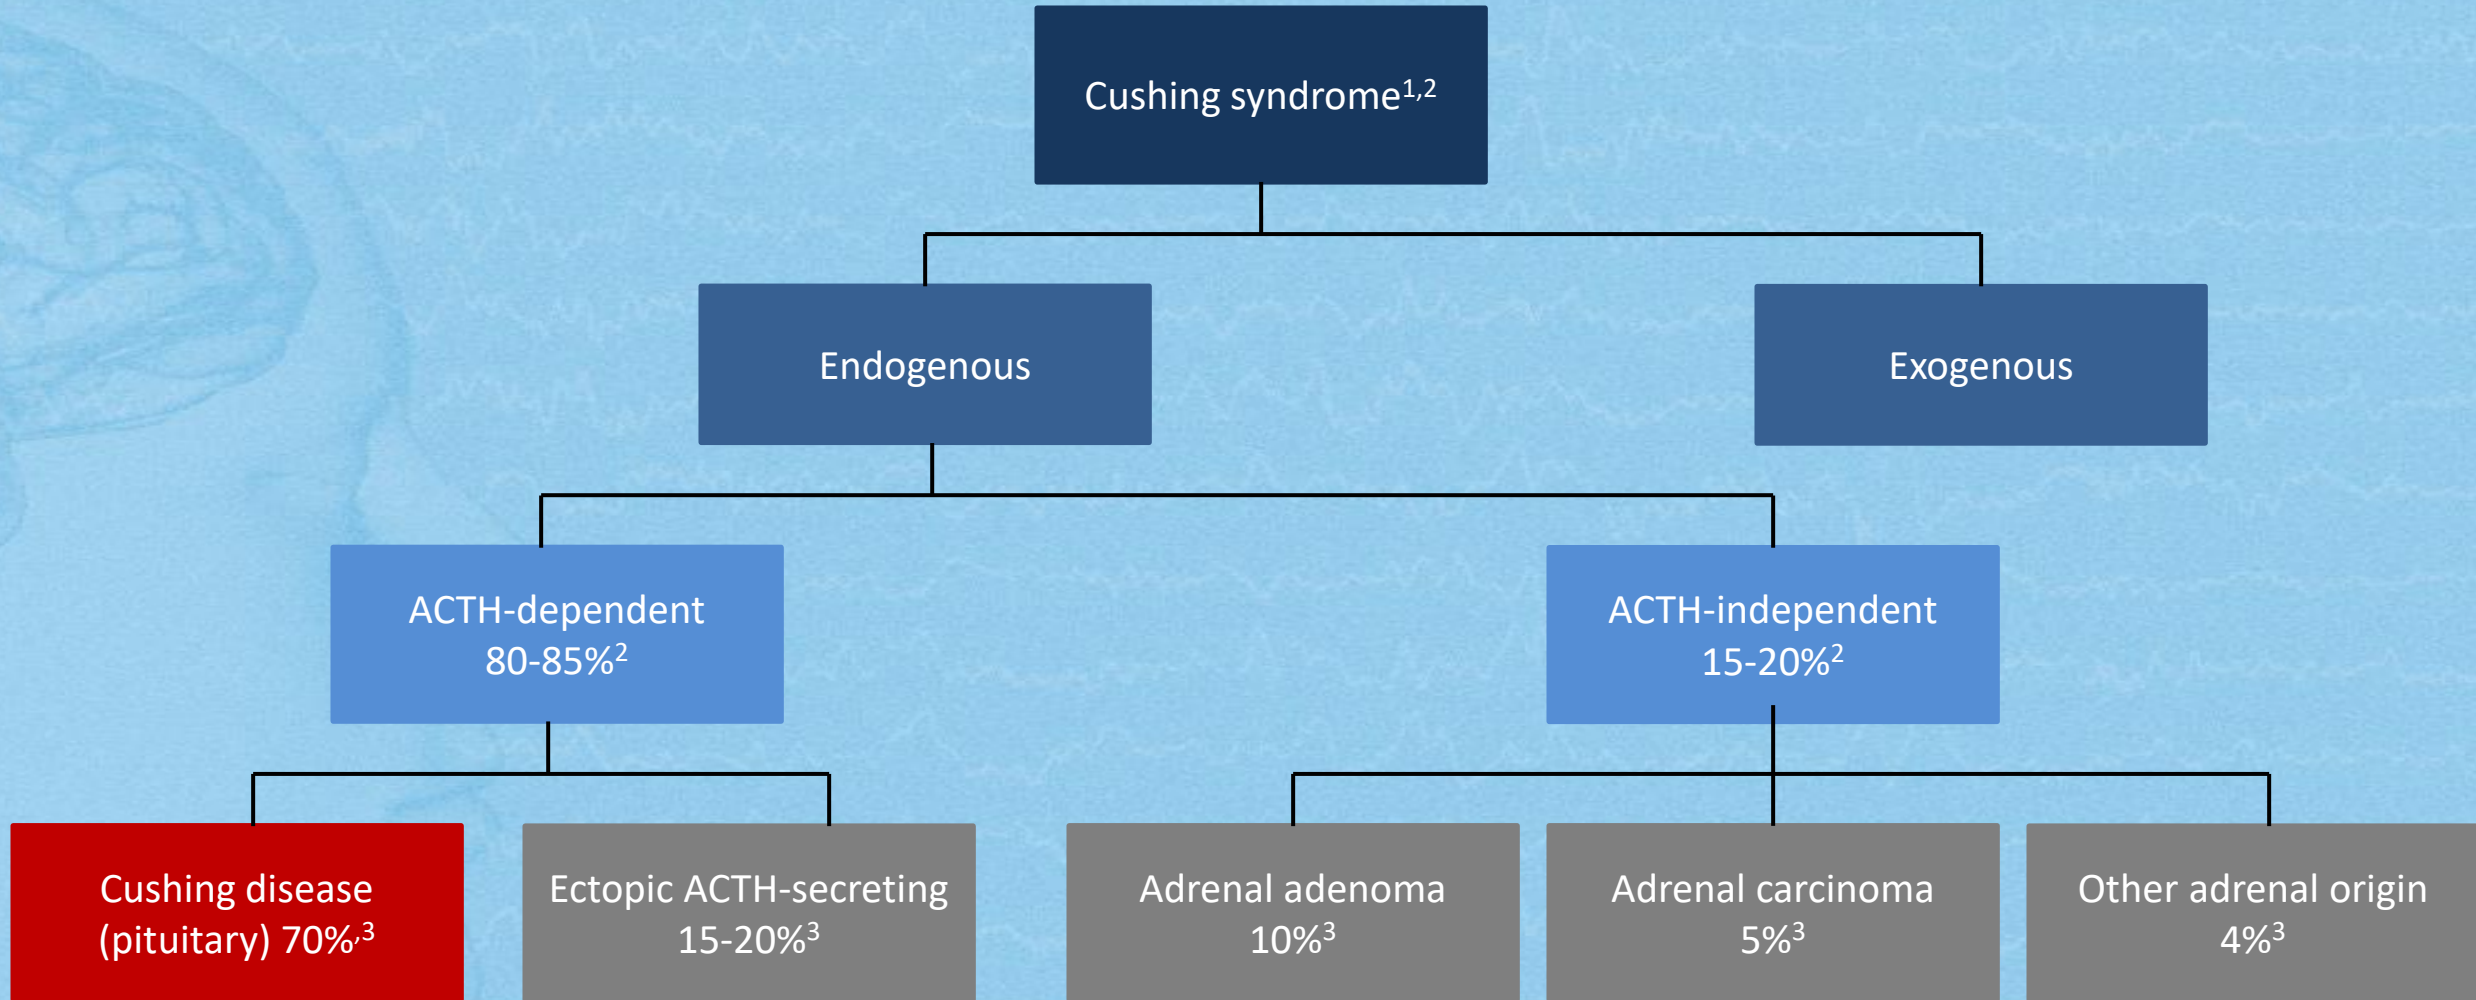 Cushing syndrome1,2
Endogenous
Exogenous
ACTH-dependent
80-85%2
ACTH-independent
15-20%2
Cushing disease
(pituitary) 70%,3
Ectopic ACTH-secreting
15-20%3
Adrenal adenoma
10%3
Adrenal carcinoma
5%3
Other adrenal origin
4%3